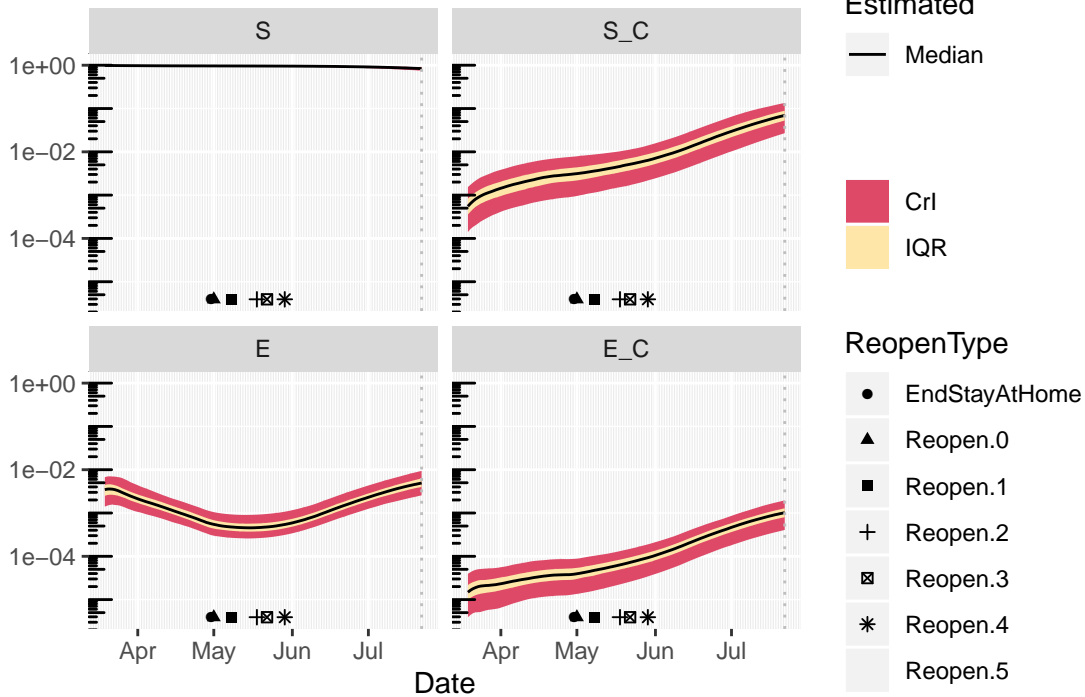 S
S_C
1e+00
1e−02
1e−04
E
E_C
1e+00
1e−02
1e−04
Apr
May
Jun
Jul
Apr
May
Jun
Jul
Date
Estimated
Median
CrI
IQR
ReopenType
EndStayAtHome
Reopen.0
Reopen.1
Reopen.2
Reopen.3
Reopen.4
Reopen.5